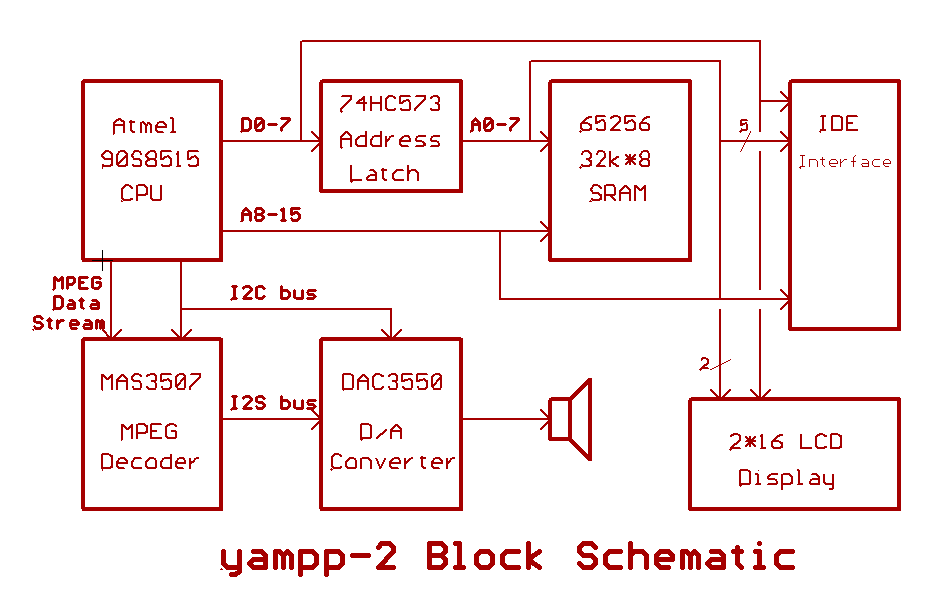 Atmel
90S8515
CPU
D0-7
74HC573
Address
Latch
A0-7
65256
32k*8
SRAM
5
IDE
Interface
A8-15
MPEG
Data
Stream
I2C bus
MAS3507
MPEG
Decoder
I2S bus
DAC3550
D/A
Converter
2
2*16 LCD
Display
yampp-2 Block Schematic